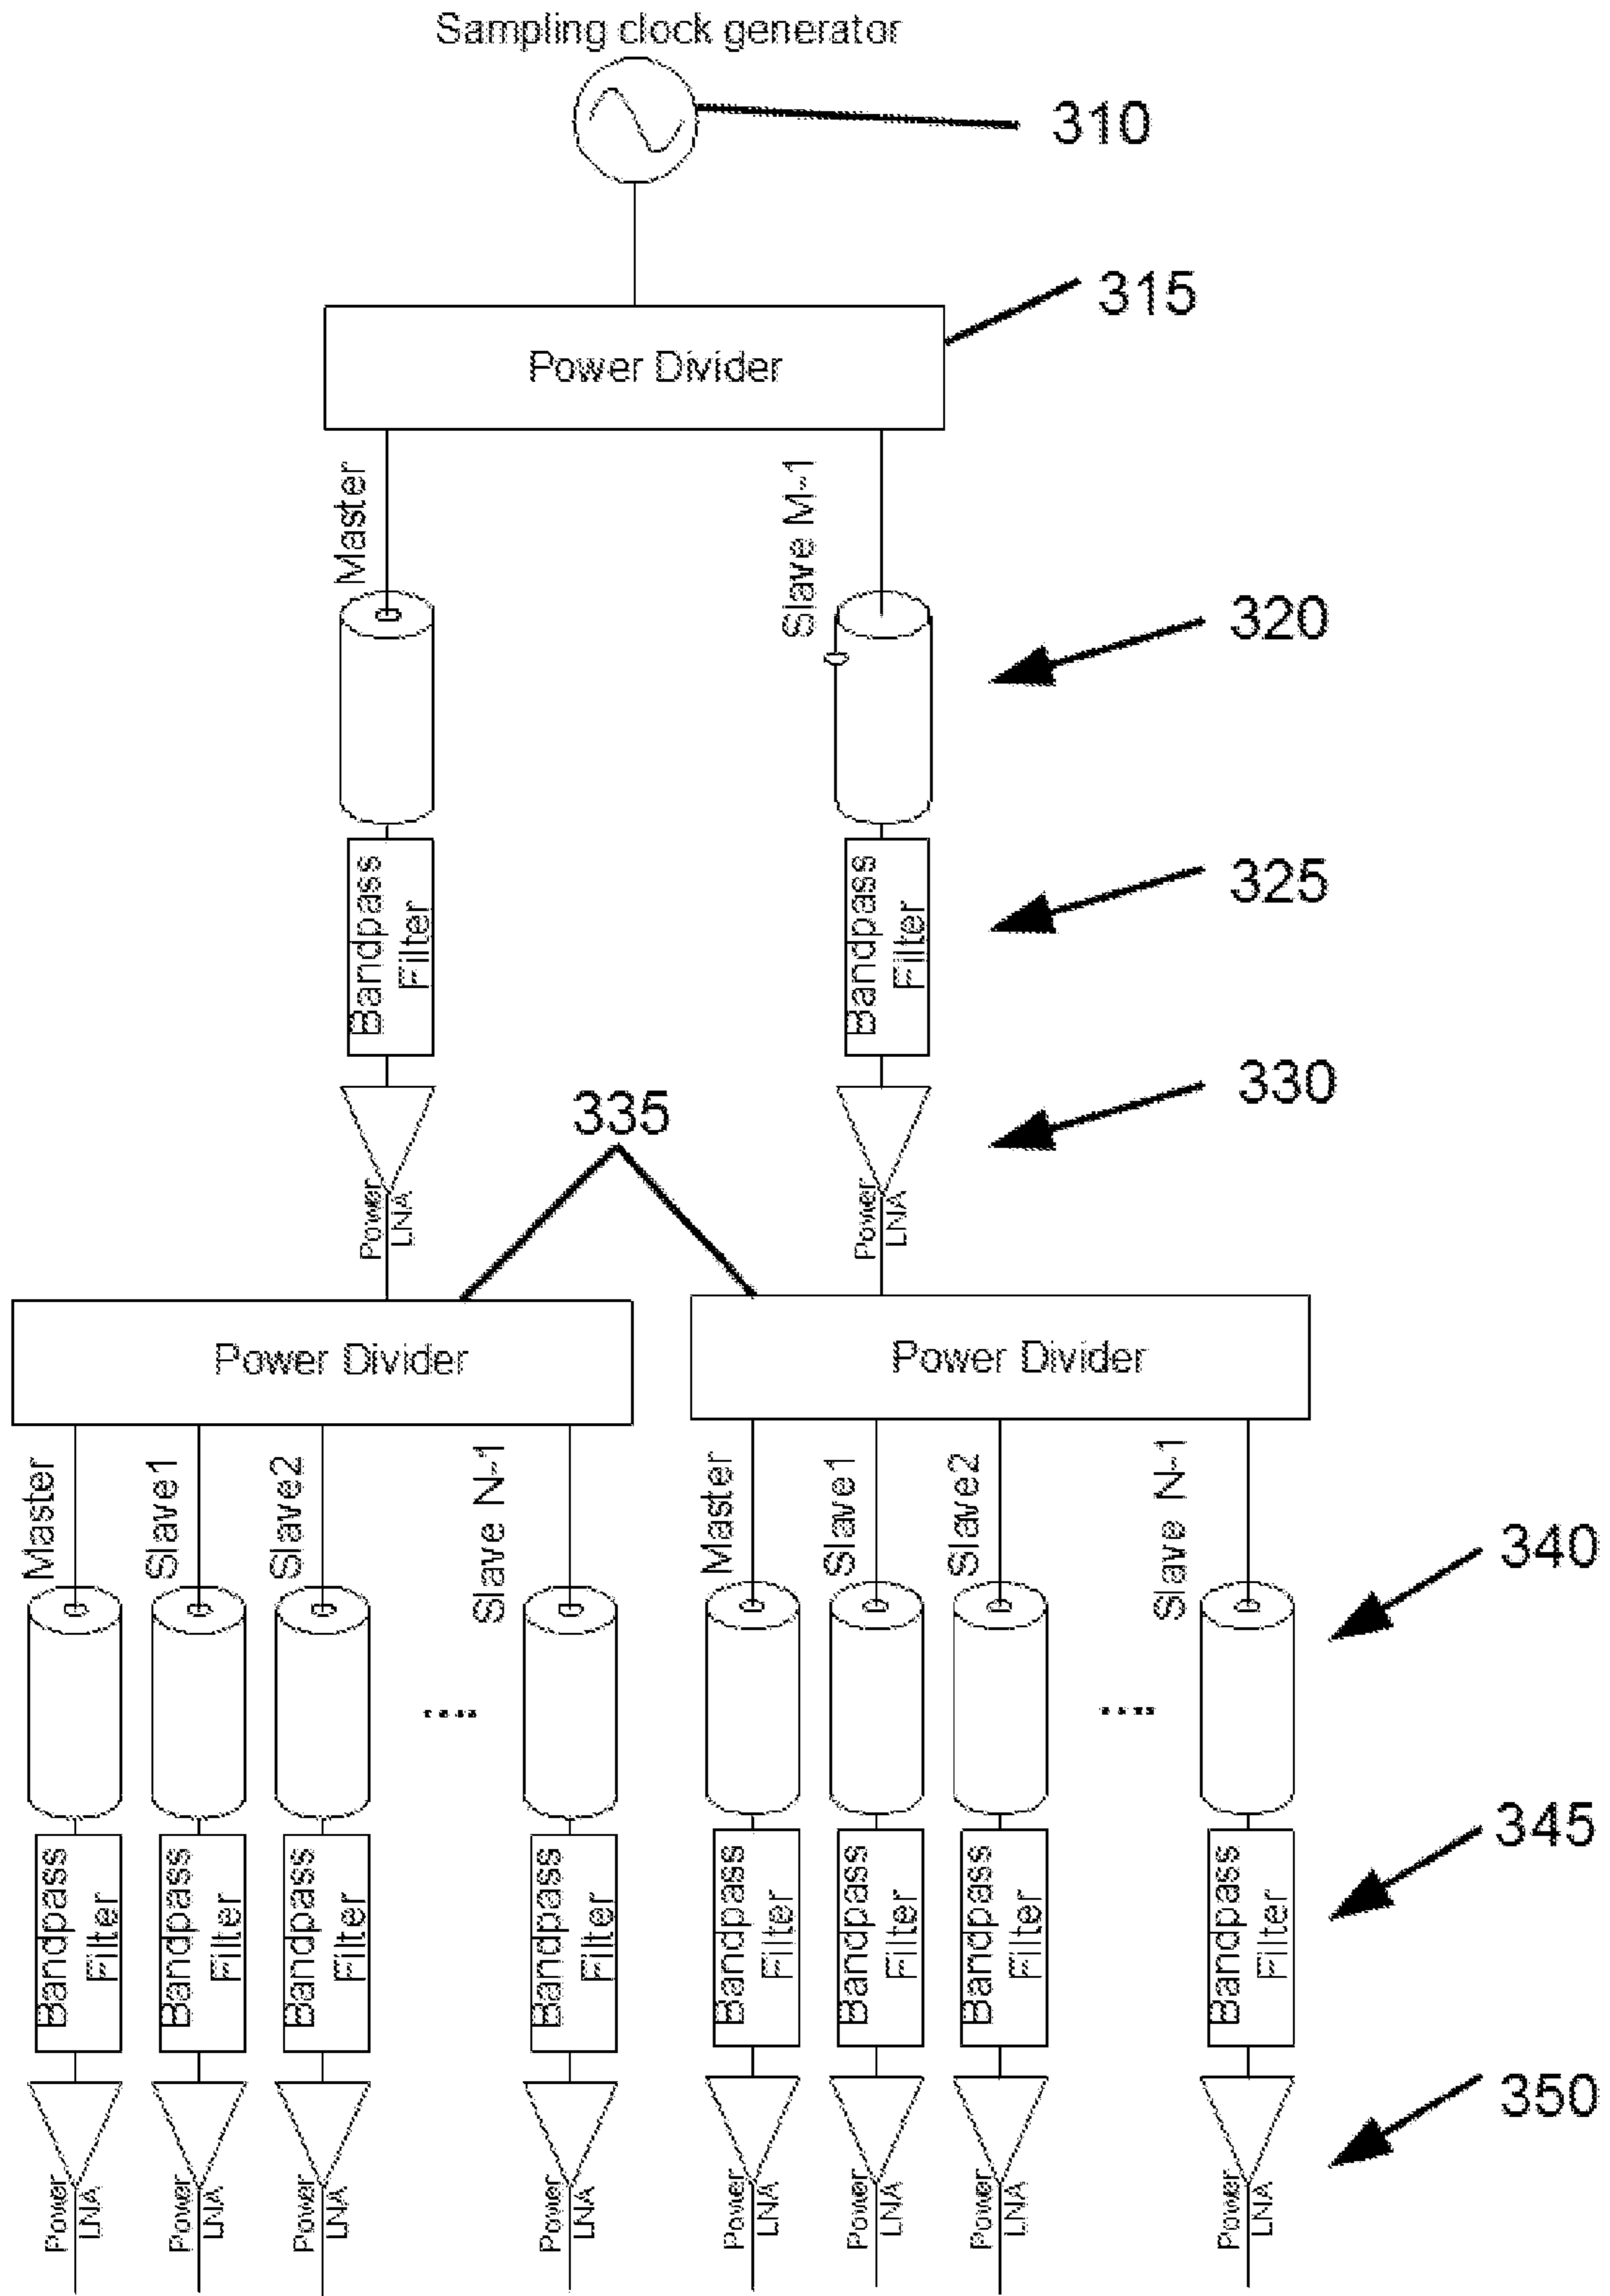 Sampling clock generator
310
315
Power Divider
Master
Slave M-1
320
Bandpass
Filter
Bandpass
Filter
325
330
335
Power
LNA
Power
LNA
Power Divider
Power Divider
Master
Slave1
Slave2
Slave N-1
Master
Slave1
Slave2
Slave N-1
340
Bandpass
Filter
Bandpass
Filter
Bandpass
Filter
Bandpass
Filter
Bandpass
Filter
Bandpass
Filter
Bandpass
Filter
Bandpass
Filter
345
350
Power
LNA
Power
LNA
Power
LNA
Power
LNA
Power
LNA
Power
LNA
Power
LNA
Power
LNA